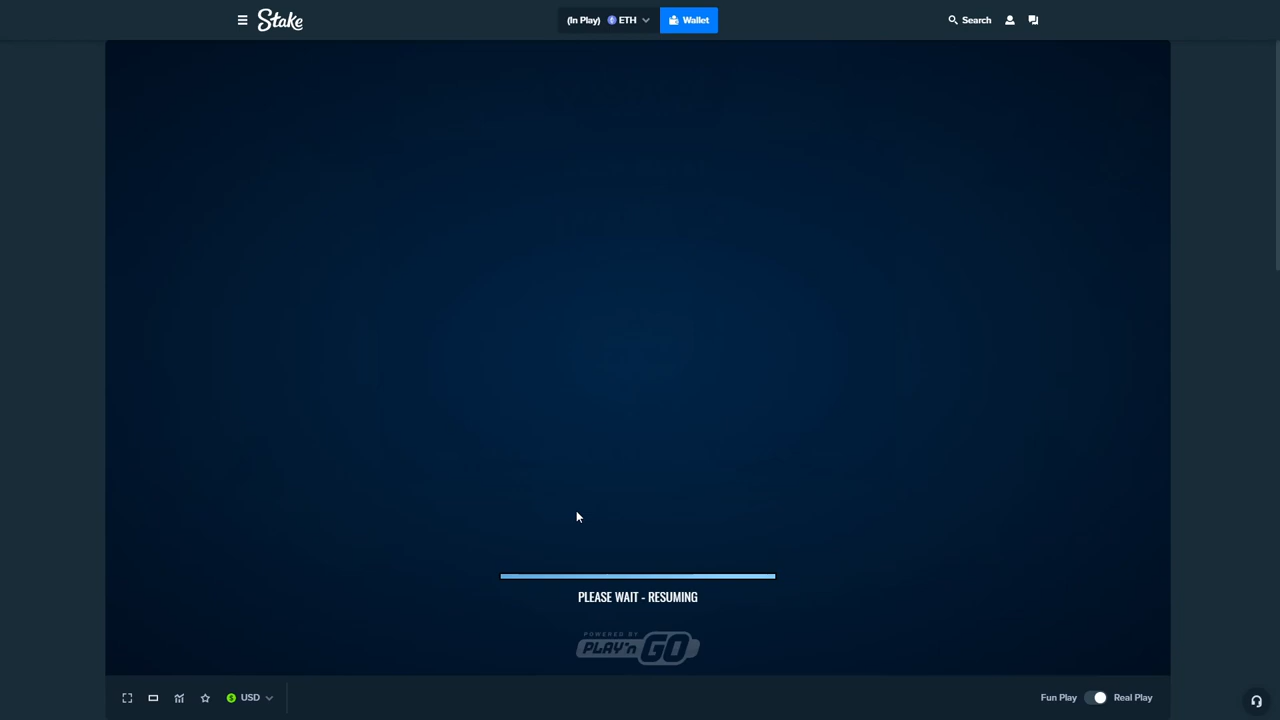 Stake
(In Play) ETH Wallet
Search
PLEASE WAIT - RESUMING
POWERED BY
PLAY'n GO
USD
Fun Play Real Play